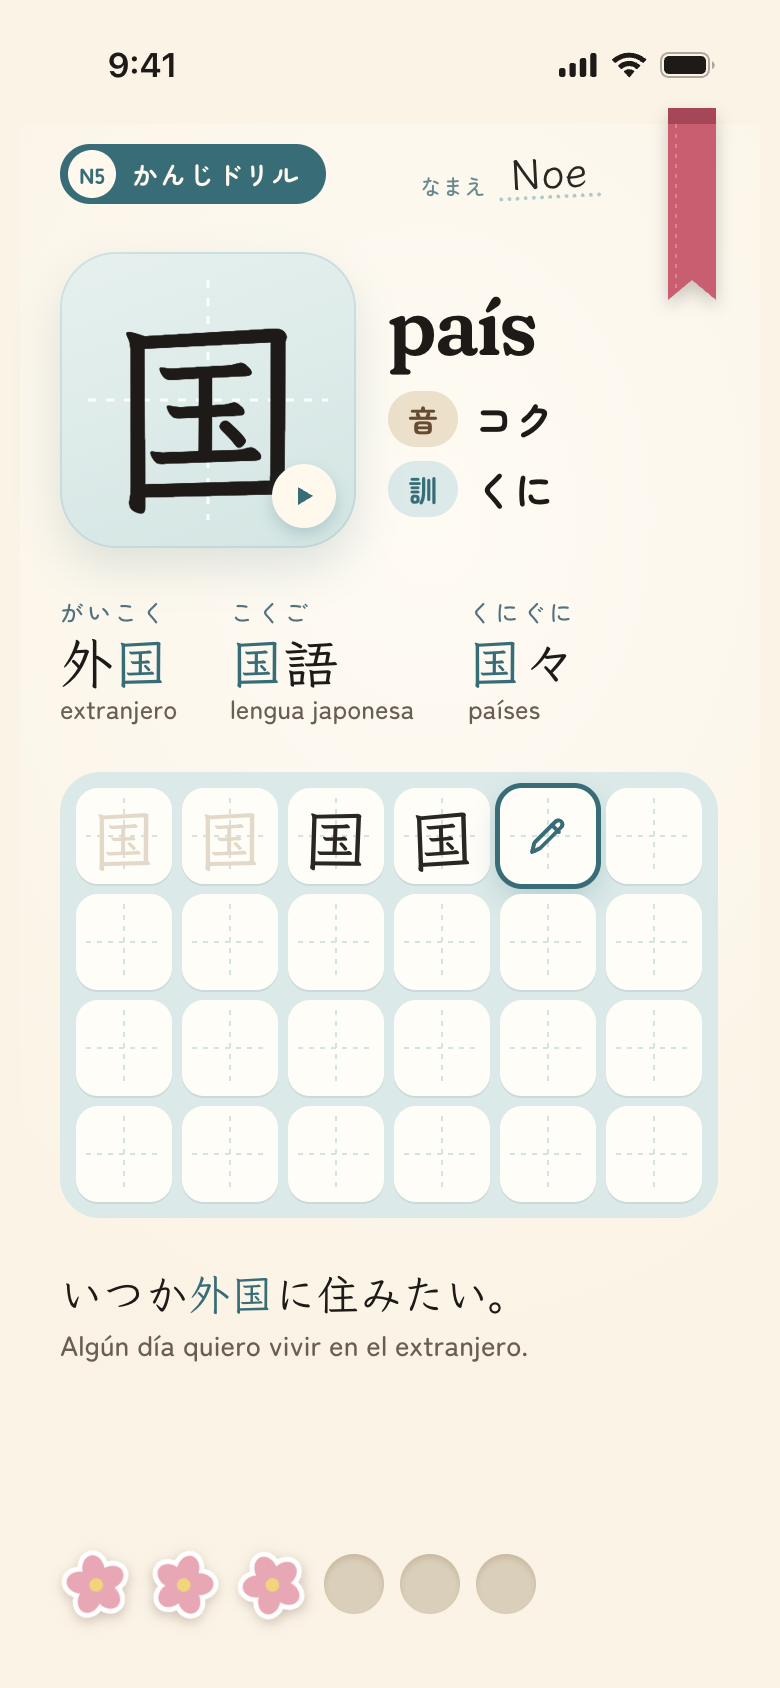 9:41
N5 かんじドリル
なまえ Noe
国
país
音 コク
訓 くに
がいこく こくご くにぐに
外国 国語 国々
extranjero lengua japonesa países
国 国 国 国
いつか外国に住みたい。
Algún día quiero vivir en el extranjero.